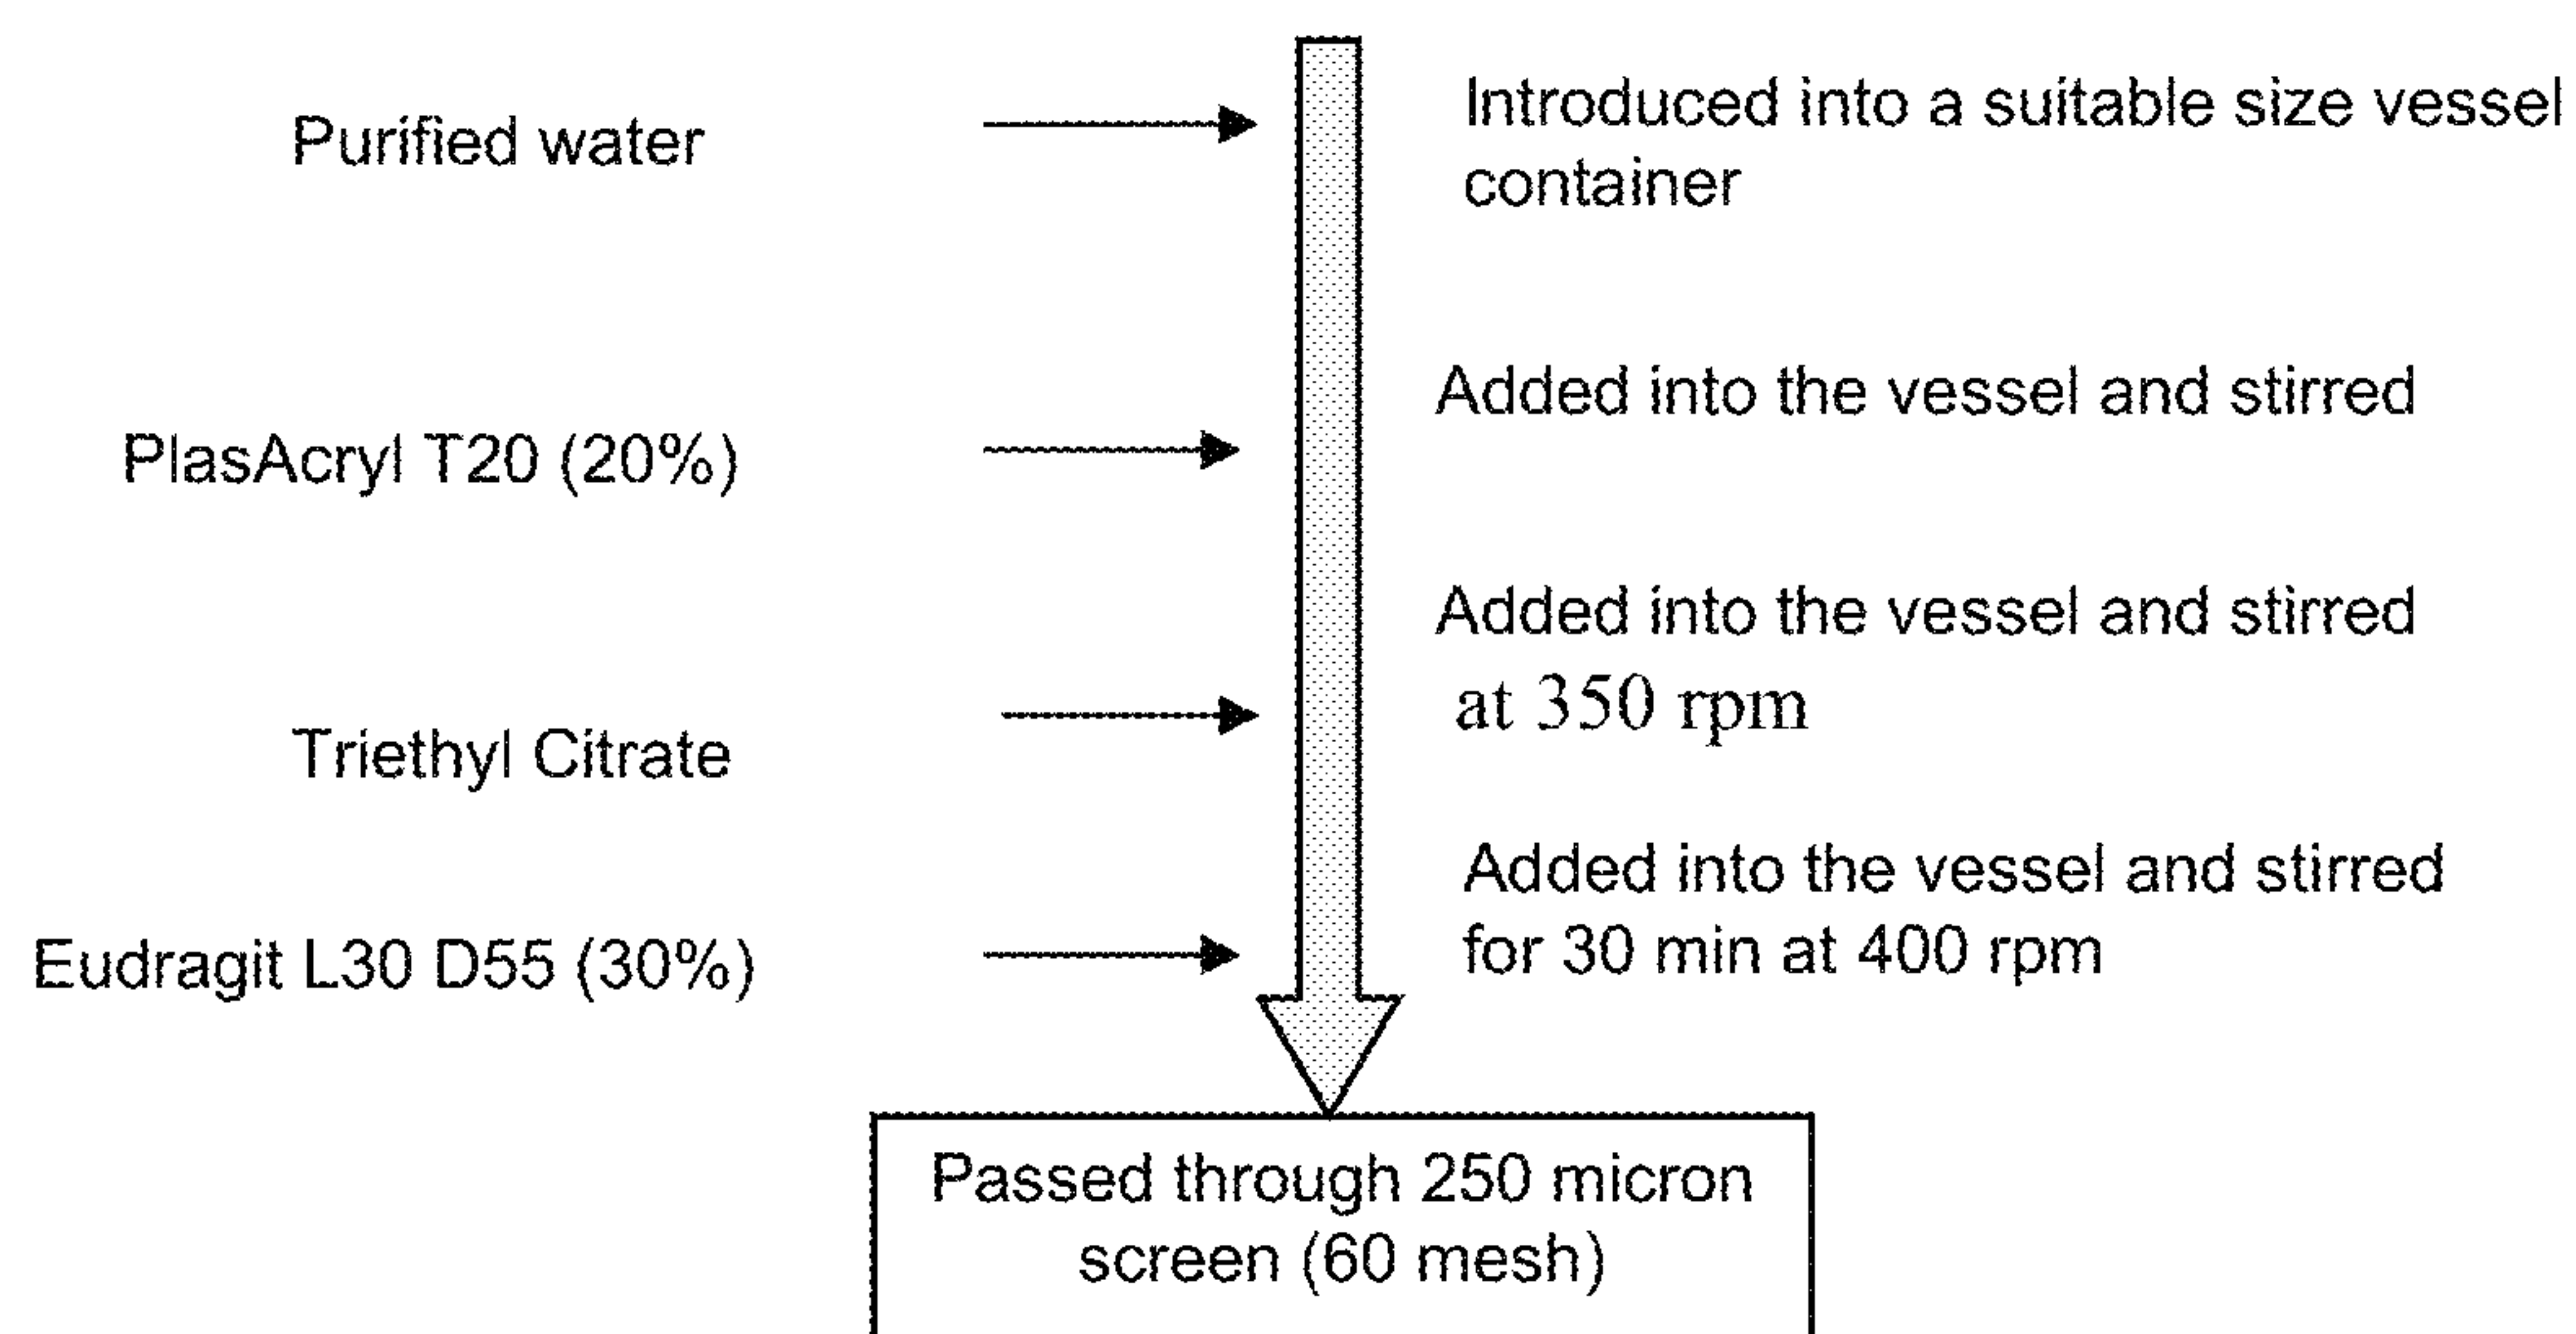 Purified water
Introduced into a suitable size vessel
container
PlasAcryl T20 (20%)
Added into the vessel and stirred
Triethyl Citrate
Added into the vessel and stirred
at 350 rpm
Eudragit L30 D55 (30%)
Added into the vessel and stirred
for 30 min at 400 rpm
Passed through 250 micron
screen (60 mesh)